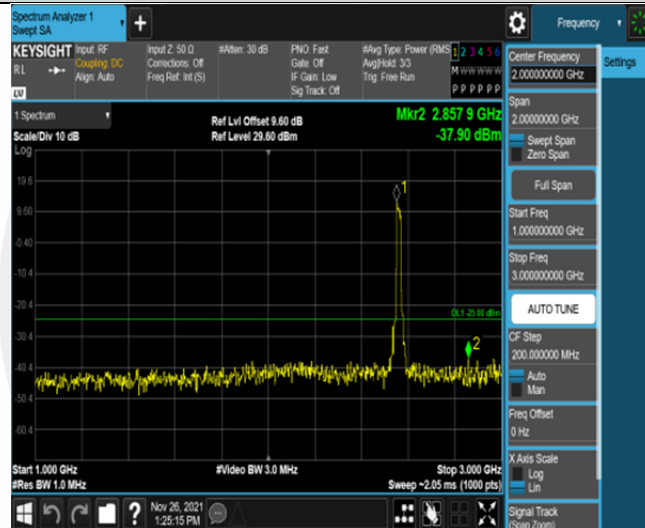 Spectrum Analyzer 1
Swept SA
+
Frequency
KEYSIGHT
RL
Input: RF
Coupling: DC
Align: Auto
Input Z: 50 Ω
Corrections: Off
Freq Ref: Int (S)
#Atten: 30 dB
PNO: Fast
Gate: Off
IF Gain: Low
Sig Track: Off
#Avg Type: Power (RMS
Avg|Hold: 3/3
Trig: Free Run
1 2 3 4 5 6
M W W W W W
P P P P P P
1 Spectrum
Scale/Div 10 dB
Log
Ref Lvl Offset 9.60 dB
Ref Level 29.60 dBm
Mkr2 2.857 9 GHz
-37.90 dBm
19.6
9.60
-0.40
-10.4
-20.4
-30.4
-40.4
-50.4
-60.4
1
DL1 -25.00 dBm
2
Start 1.000 GHz
#Res BW 1.0 MHz
#Video BW 3.0 MHz
Stop 3.000 GHz
Sweep ~2.05 ms (1000 pts)
Center Frequency
2.000000000 GHz
Settings
Span
2.00000000 GHz
Swept Span
Zero Span
Full Span
Start Freq
1.000000000 GHz
Stop Freq
3.000000000 GHz
AUTO TUNE
CF Step
200.000000 MHz
Auto
Man
Freq Offset
0 Hz
X Axis Scale
Log
Lin
Signal Track
(Span Zoom)
?
Nov 26, 2021
1:25:15 PM